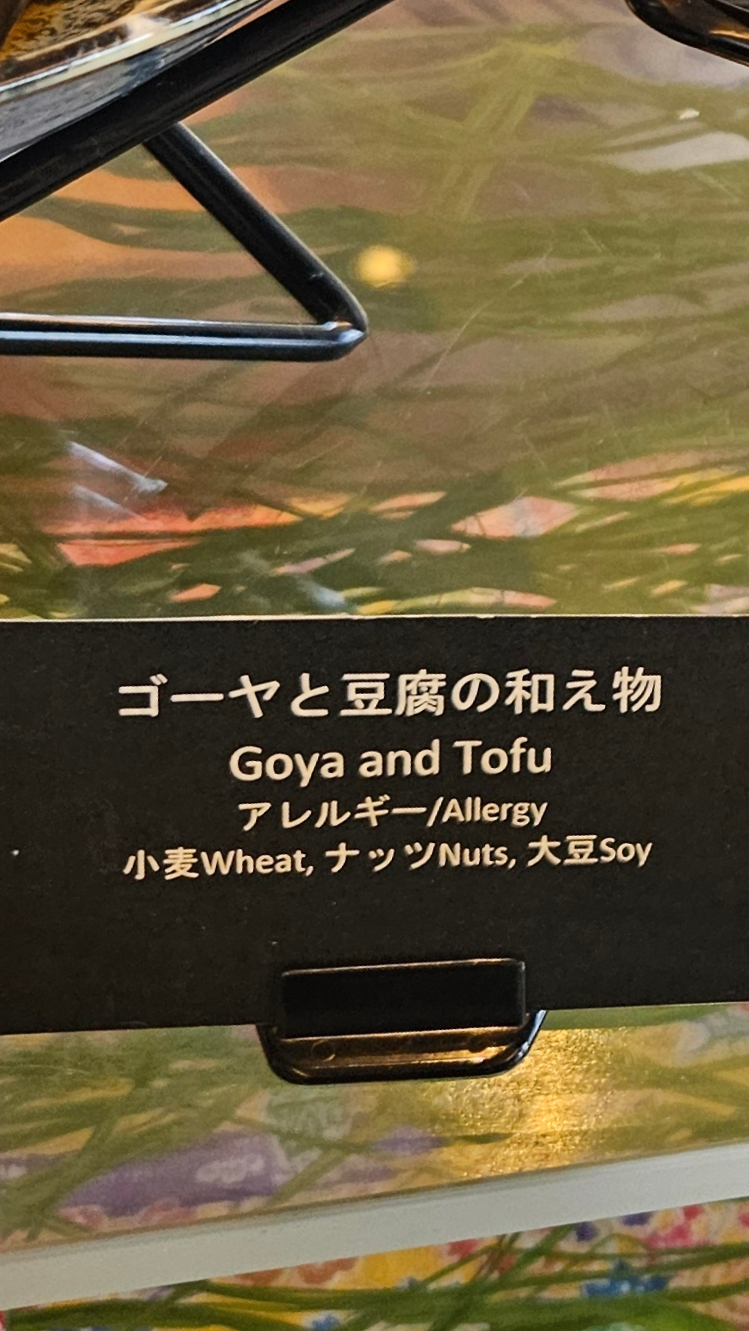 ゴーヤと豆腐の和え物
Goya and Tofu
アレルギー/Allergy
小麦Wheat, ナッツNuts, 大豆Soy